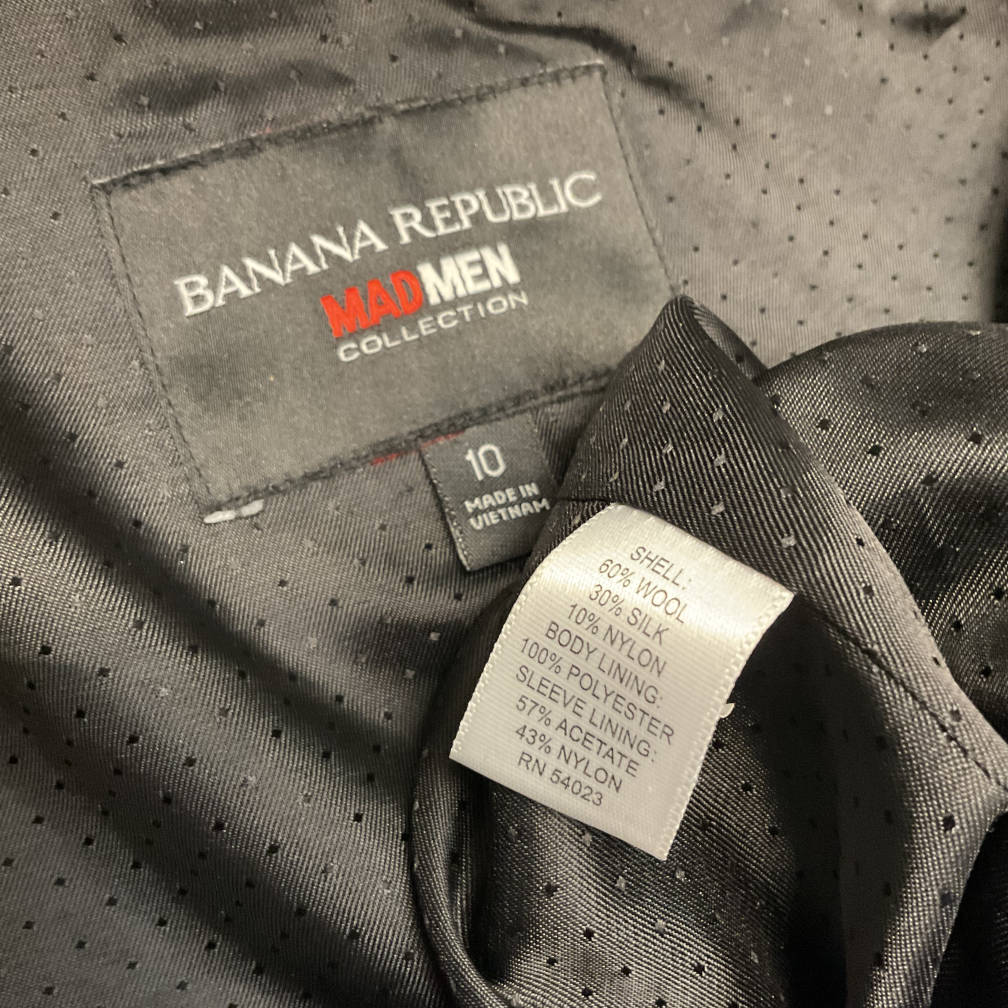 BANANA REPUBLIC
MADMEN
COLLECTION
10
MADE IN
VIETNAM
SHELL:
60% WOOL
30% SILK
10% NYLON
BODY LINING:
100% POLYESTER
SLEEVE LINING:
57% ACETATE
43% NYLON
RN 54023